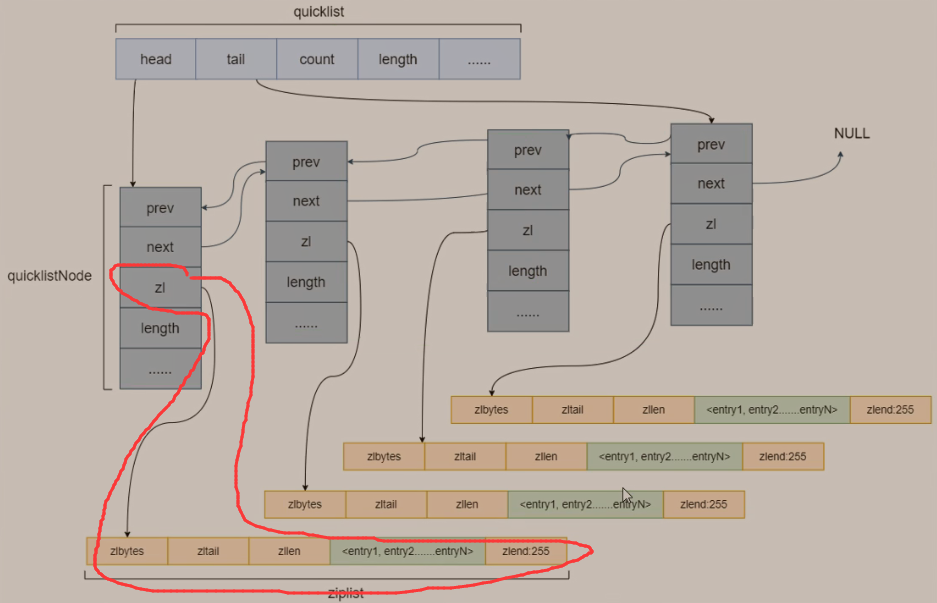 quicklist
head tail count length ......
NULL
prev
next
zl
length
......
prev
next
zl
length
......
prev
next
zl
length
......
quicklistNode
prev
next
zl
length
......
zlbytes zltail zllen <entry1, entry2.......entryN> zlend:255
zlbytes zltail zllen <entry1, entry2.......entryN> zlend:255
zlbytes zltail zllen <entry1, entry2.......entryN> zlend:255
zlbytes zltail zllen <entry1, entry2.......entryN> zlend:255
ziplist